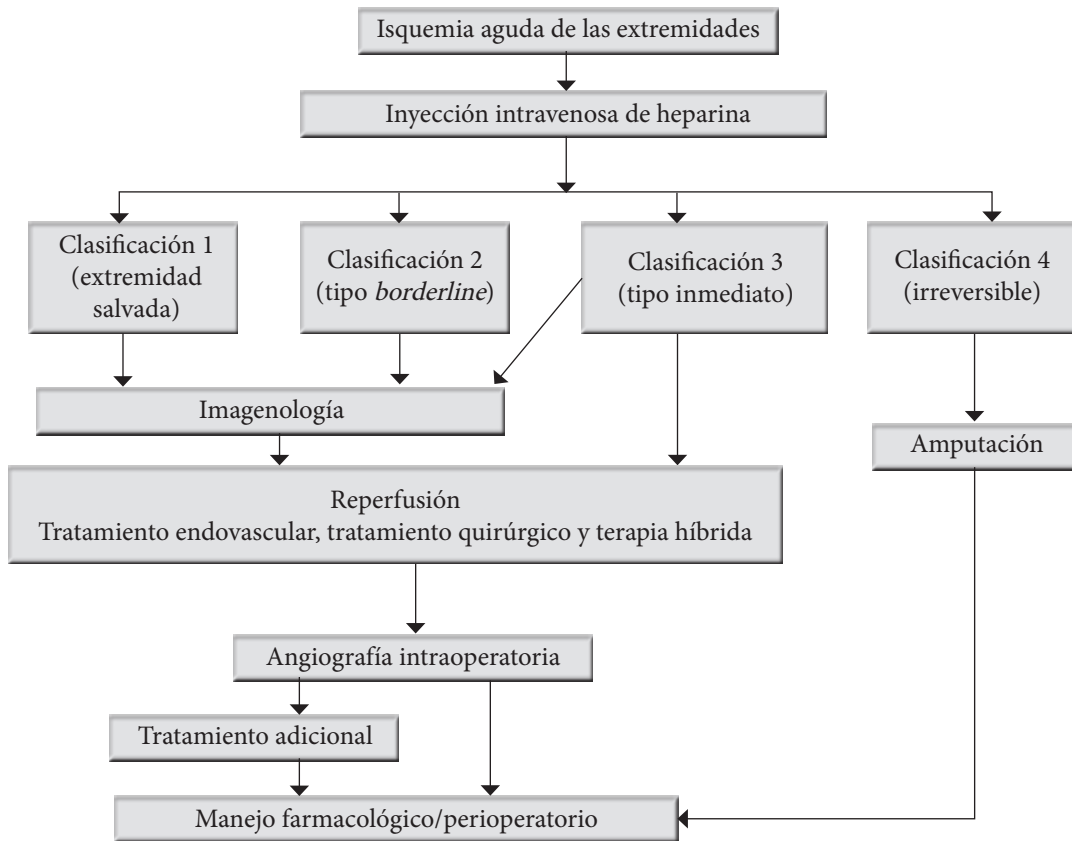 Isquemia aguda de las extremidades
Inyección intravenosa de heparina
Clasificación 1
(extremidad
salvada)
Clasificación 2
(tipo borderline)
Clasificación 3
(tipo inmediato)
Clasificación 4
(irreversible)
Imagenología
Amputación
Reperfusión
Tratamiento endovascular, tratamiento quirúrgico y terapia híbrida
Angiografía intraoperatoria
Tratamiento adicional
Manejo farmacológico/perioperatorio